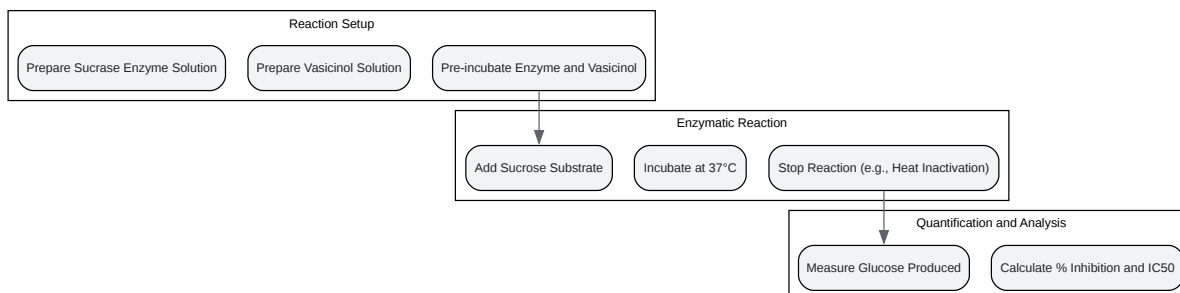 Reaction Setup
Prepare Sucrase Enzyme Solution
Prepare Vasicinol Solution
Pre-incubate Enzyme and Vasicinol
Enzymatic Reaction
Add Sucrose Substrate
Incubate at 37°C
Stop Reaction (e.g., Heat Inactivation)
Quantification and Analysis
Measure Glucose Produced
Calculate % Inhibition and IC50